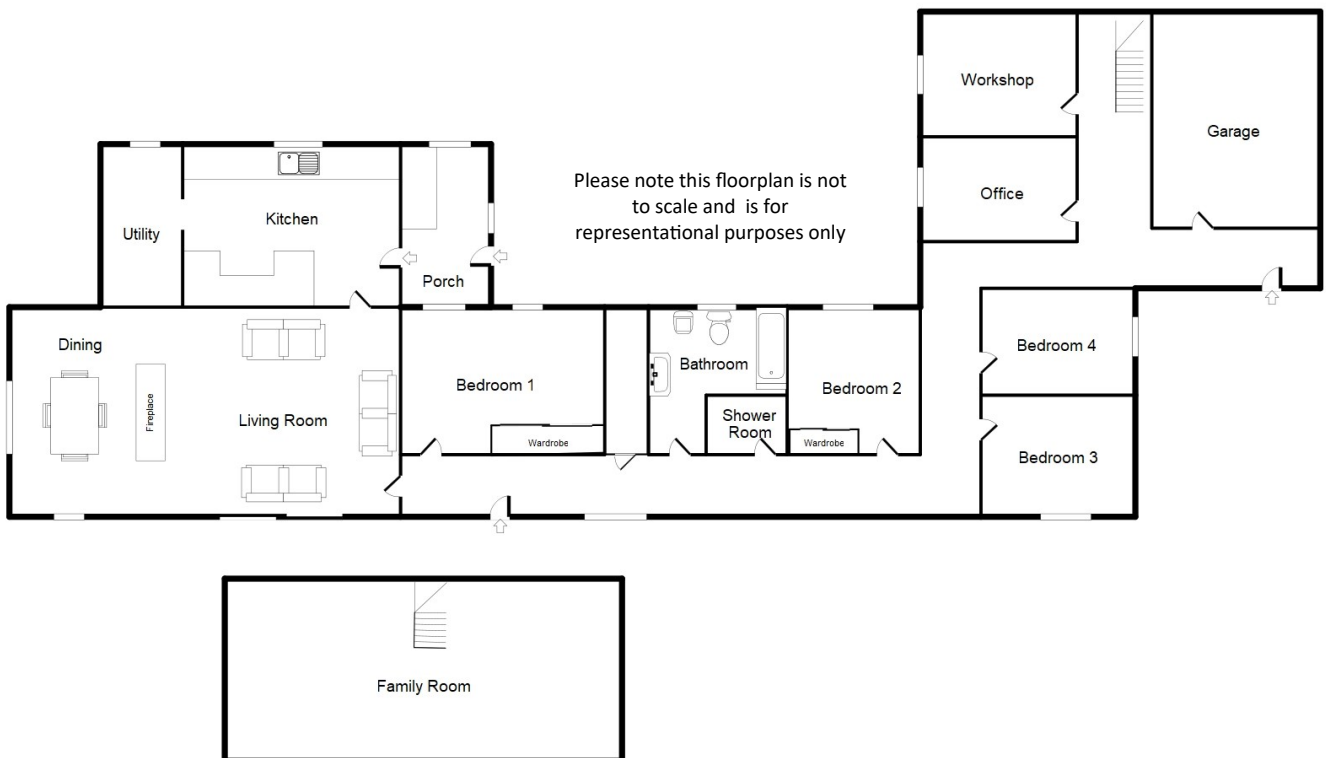 Workshop
Garage
Please note this floorplan is not
to scale and is for
representational purposes only
Office
Kitchen
Utility
Porch
Dining
Bedroom 4
Bathroom
Bedroom 1
Bedroom 2
Fireplace
Living Room
Shower
Room
Wardrobe
Wardrobe
Bedroom 3
Family Room